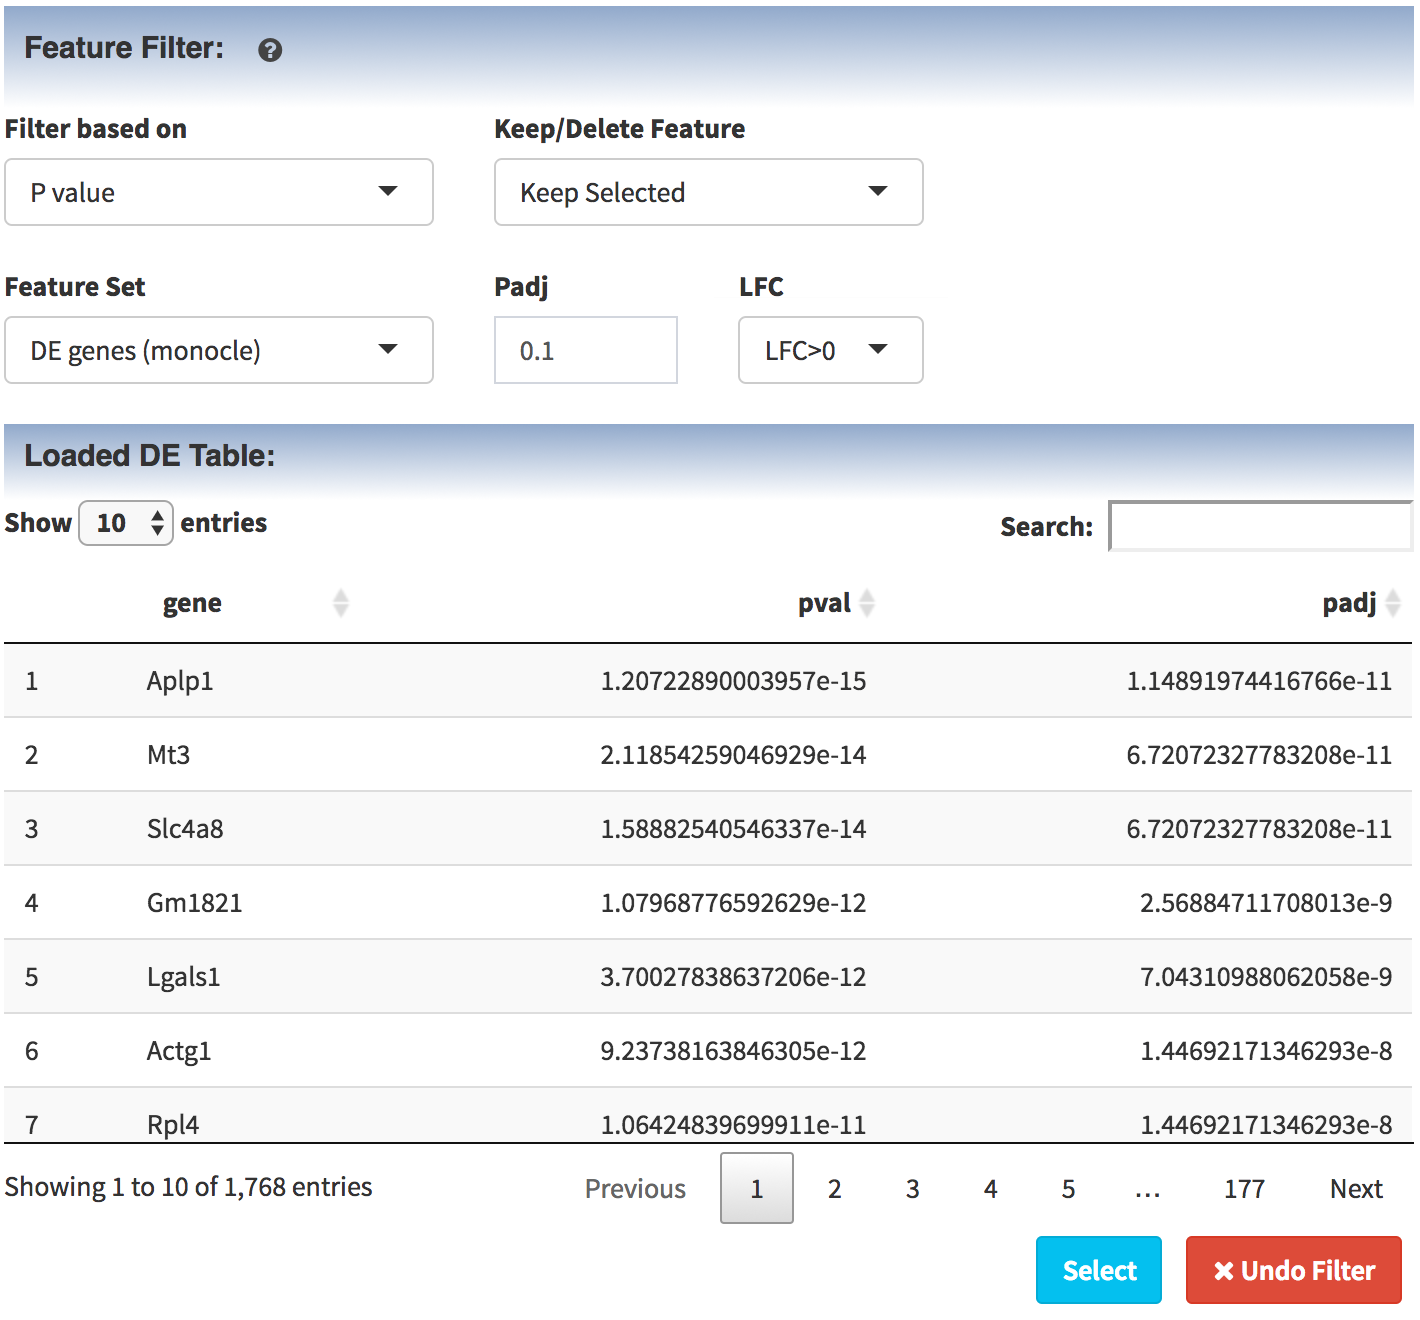 Feature Filter: ?
Filter based on Keep/Delete Feature
P value Keep Selected
Feature Set Padj LFC
DE genes (monocle) 0.1 LFC>0
Loaded DE Table:
Show 10 entries Search:
gene pval padj
1 Aplp1 1.20722890003957e-15 1.14891974416766e-11
2 Mt3 2.11854259046929e-14 6.72072327783208e-11
3 Slc4a8 1.58882540546337e-14 6.72072327783208e-11
4 Gm1821 1.07968776592629e-12 2.56884711708013e-9
5 Lgals1 3.70027838637206e-12 7.04310988062058e-9
6 Actg1 9.23738163846305e-12 1.44692171346293e-8
7 Rpl4 1.06424839699911e-11 1.44692171346293e-8
Showing 1 to 10 of 1,768 entries Previous 1 2 3 4 5 … 177 Next
Select ✖ Undo Filter